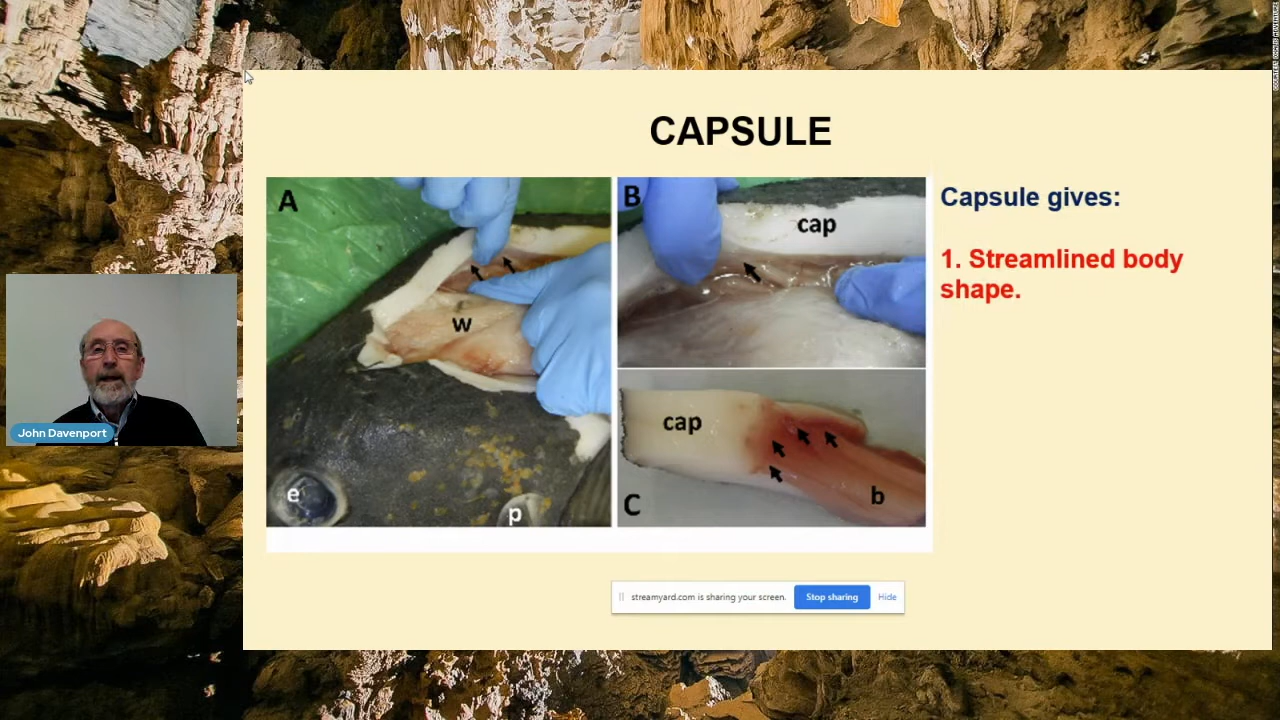 CAPSULE
A
w
e
p
B
cap
cap
b
C
Capsule gives:
1. Streamlined body
shape.
John Davenport
streamyard.com is sharing your screen.
Stop sharing
Hide